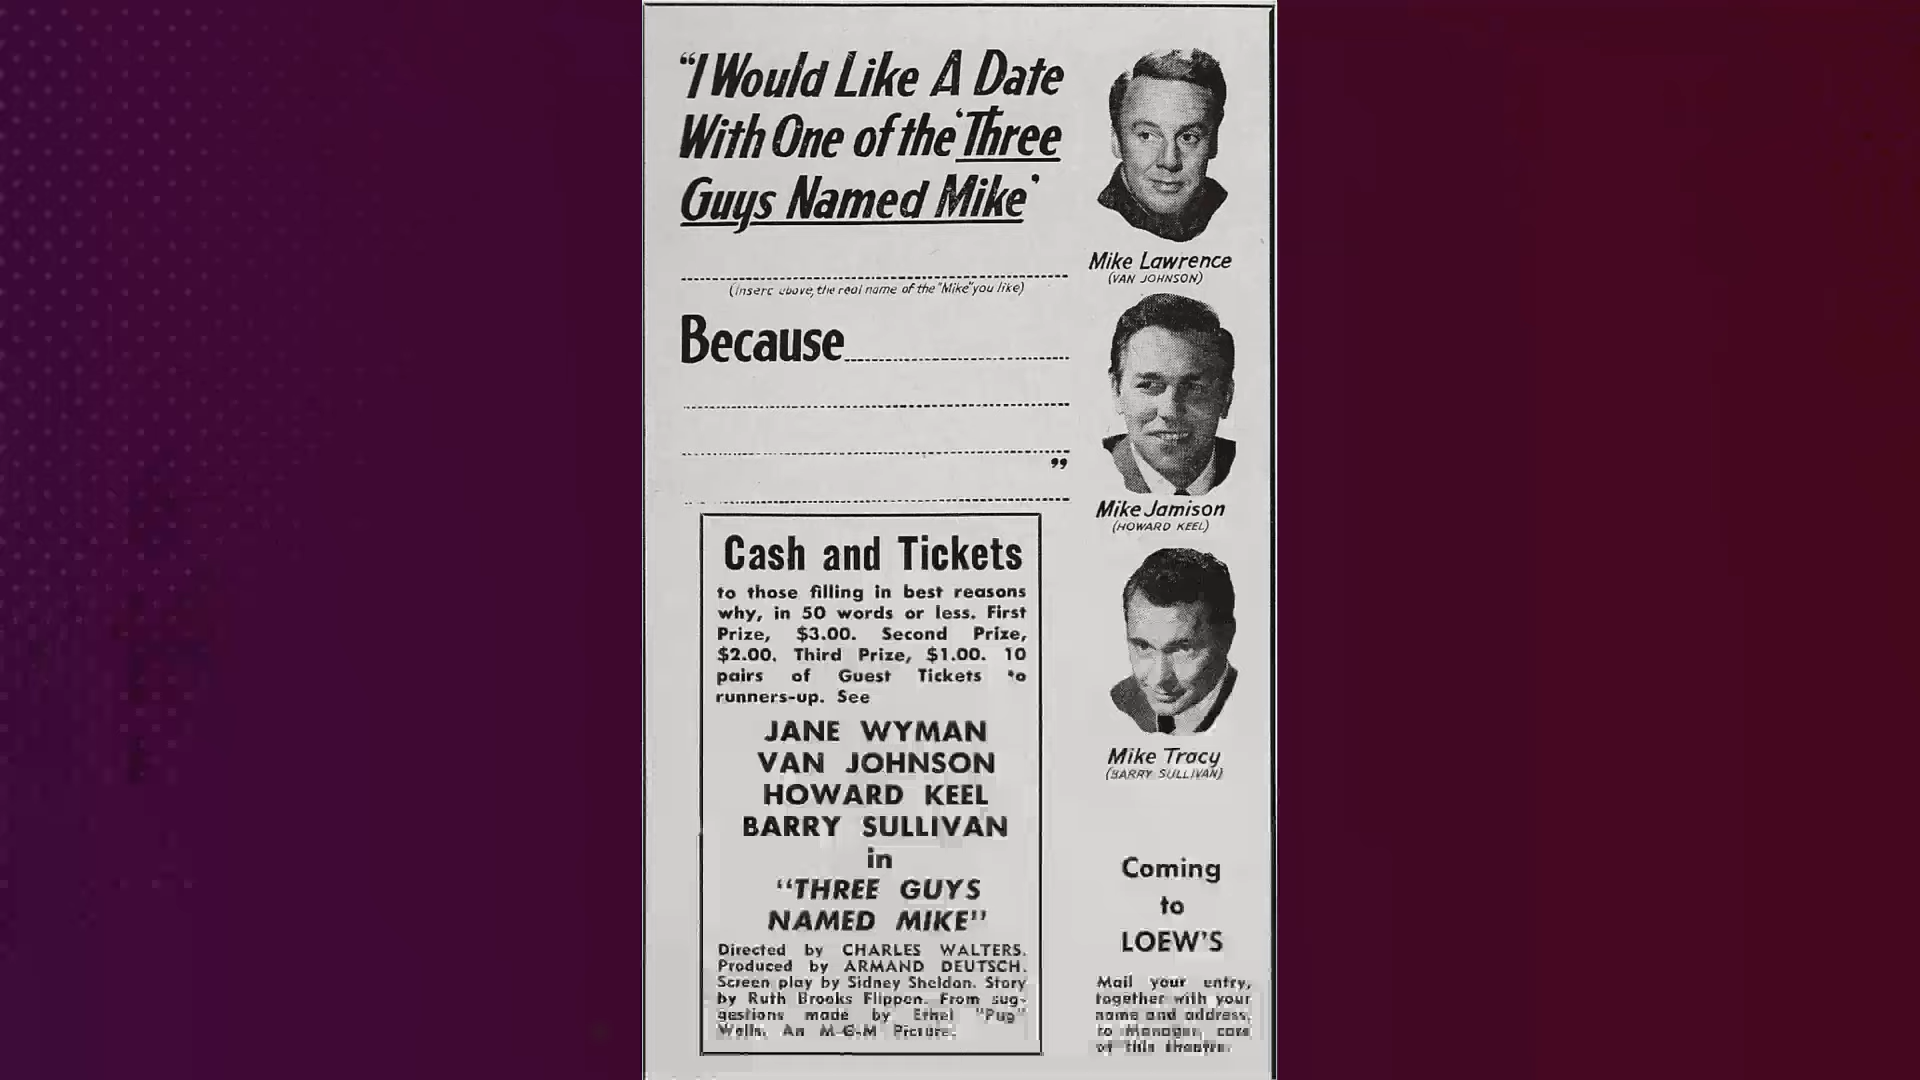 "I Would Like A Date
With One of the 'Three
Guys Named Mike'
(Insert above, the real name of the "Mike" you like)
Because
"
Mike Lawrence
(VAN JOHNSON)
Mike Jamison
(HOWARD KEEL)
Mike Tracy
(BARRY SULLIVAN)
Cash and Tickets
to those filling in best reasons
why, in 50 words or less. First
Prize, $3.00. Second Prize,
$2.00. Third Prize, $1.00. 10
pairs of Guest Tickets to
runners-up. See
JANE WYMAN
VAN JOHNSON
HOWARD KEEL
BARRY SULLIVAN
in
"THREE GUYS
NAMED MIKE"
Directed by CHARLES WALTERS.
Produced by ARMAND DEUTSCH.
Screen play by Sidney Sheldon. Story
by Ruth Brooks Flippen. From sug-
gestions made by Ethel "Pug"
Wells. An M-G-M Picture.
Coming
to
LOEW'S
Mail your entry,
together with your
name and address,
to Manager, care
of this theatre.